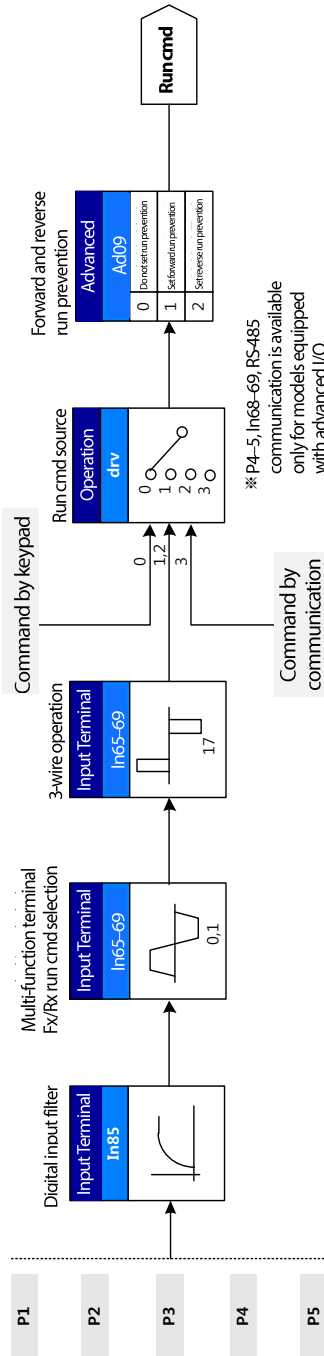 P1
P2
P3
P4
P5
Digital input filter
Input Terminal
In85
Multi-function terminal
Fx/Rx run cmd selection
Input Terminal
In65–69
0,1
3-wire operation
Input Terminal
In65–69
17
Command by keypad
0
1,2
3
Command by
communication
Run cmd source
Operation
drv
0
1
2
3
Forward and reverse
run prevention
Advanced
Ad09
0 Do not set run prevention
1 Set forward run prevention
2 Set reverse run prevention
Run cmd
※ P4–5, In68–69, RS-485
communication is available
only for models equipped
with advanced I/O